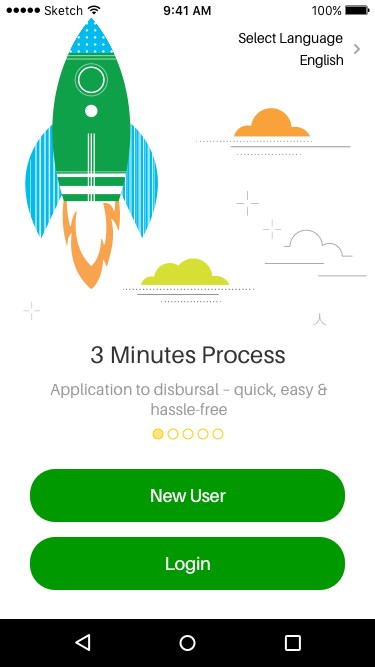 Sketch 9:41 AM 100%
Select Language
English
3 Minutes Process
Application to disbursal – quick, easy &
hassle-free
New User
Login